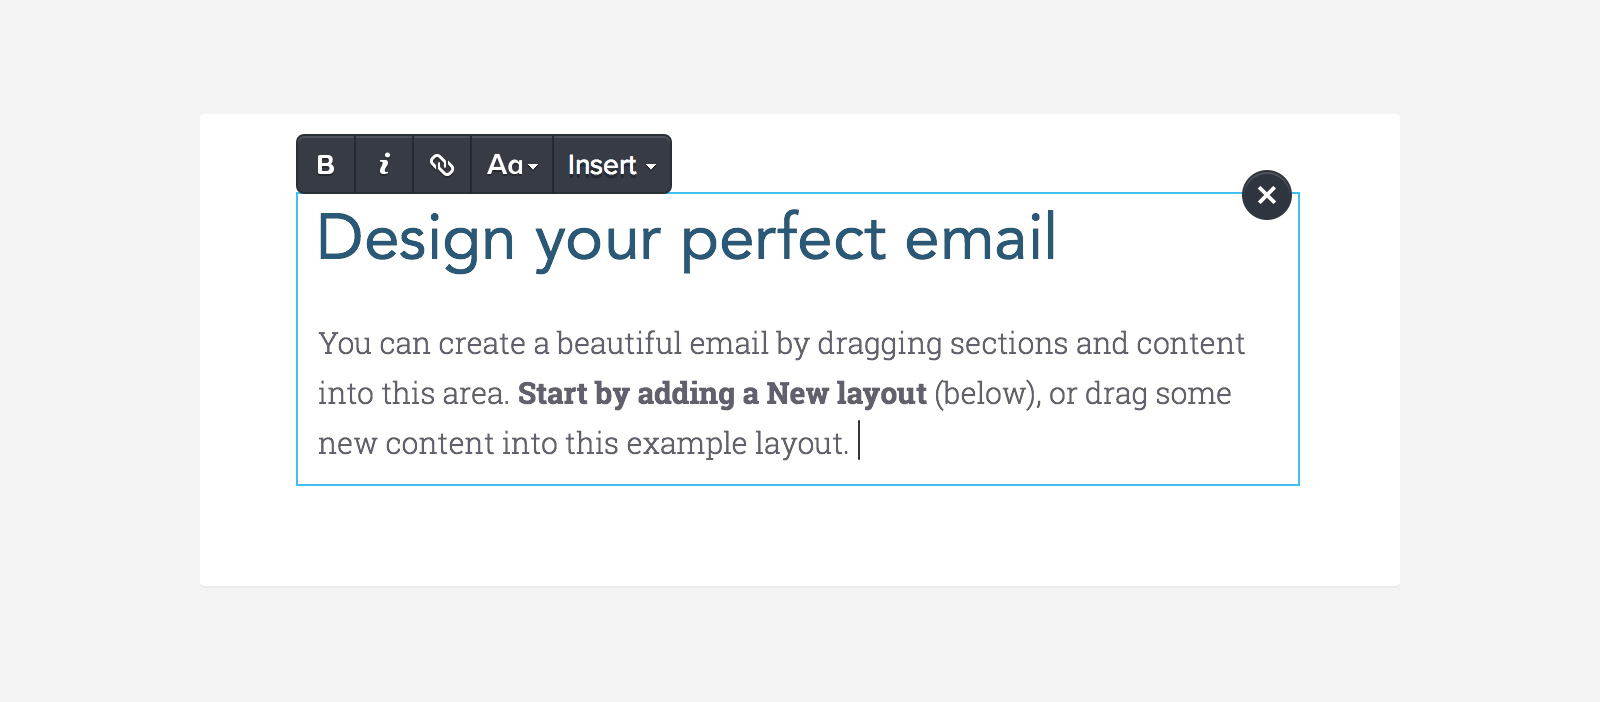 B i Aa Insert
Design your perfect email
You can create a beautiful email by dragging sections and content
into this area. Start by adding a New layout (below), or drag some
new content into this example layout.